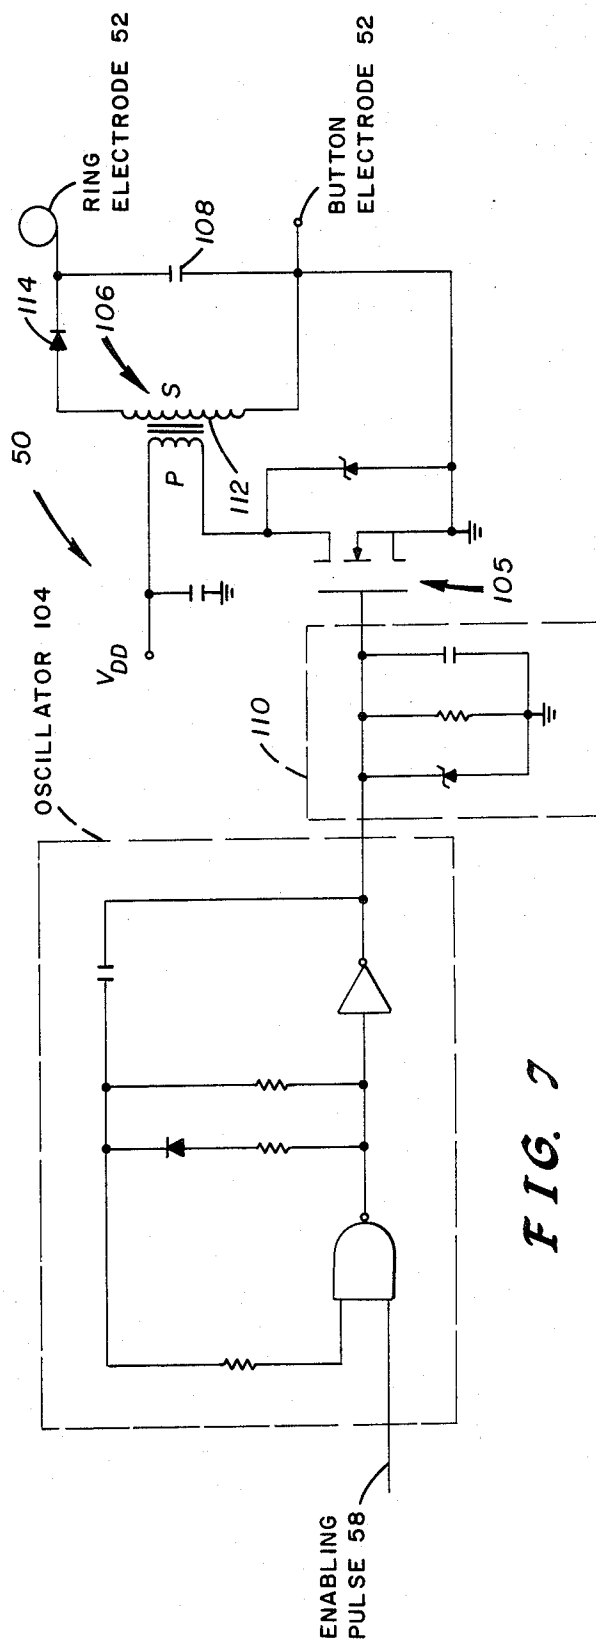 50
OSCILLATOR 104
V_DD
110
P
106
S
112
114
RING
ELECTRODE 52
108
BUTTON
ELECTRODE 52
105
ENABLING
PULSE 58
FIG. 7